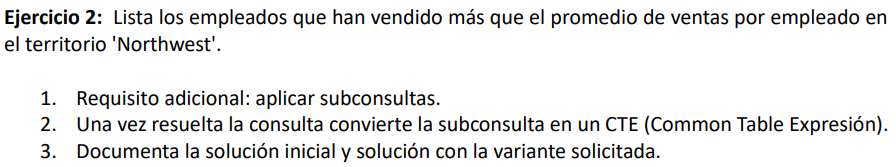 Ejercicio 2: Lista los empleados que han vendido más que el promedio de ventas por empleado en
el territorio 'Northwest'.
1. Requisito adicional: aplicar subconsultas.
2. Una vez resuelta la consulta convierte la subconsulta en un CTE (Common Table Expresión).
3. Documenta la solución inicial y solución con la variante solicitada.